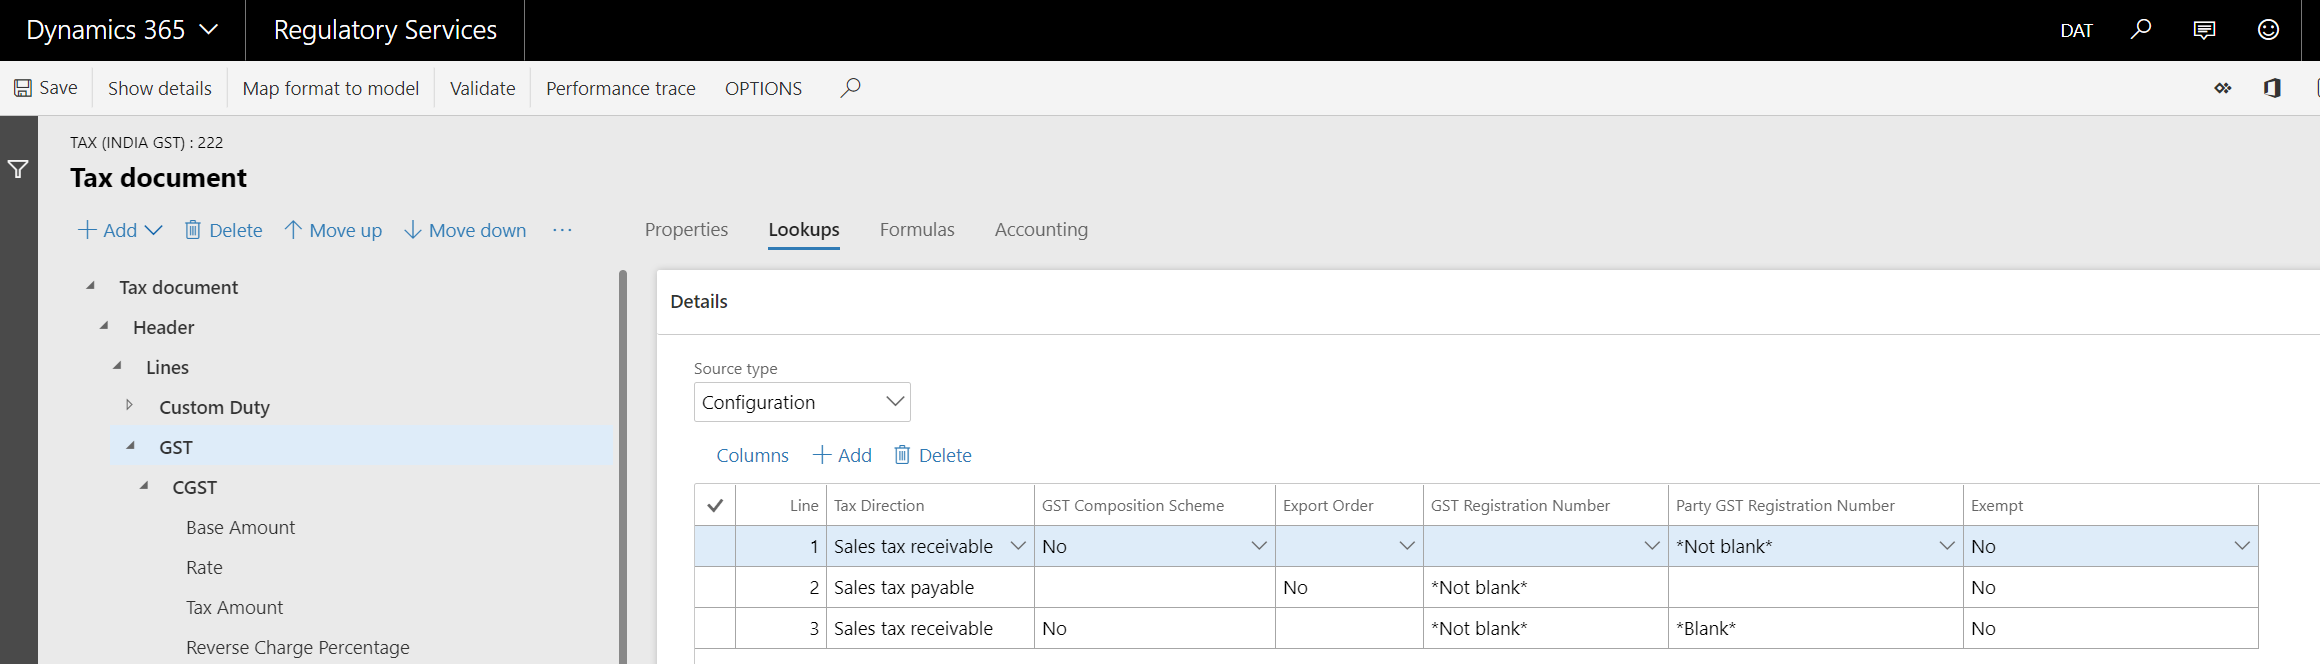 Dynamics 365 Regulatory Services DAT
Save Show details Map format to model Validate Performance trace OPTIONS
TAX (INDIA GST) : 222
Tax document
Add Delete Move up Move down ...
Properties Lookups Formulas Accounting
Tax document
Header
Lines
Custom Duty
GST
CGST
Base Amount
Rate
Tax Amount
Reverse Charge Percentage
Details
Source type
Configuration
Columns Add Delete
Line Tax Direction GST Composition Scheme Export Order GST Registration Number Party GST Registration Number Exempt
1 Sales tax receivable No *Not blank* No
2 Sales tax payable No *Not blank* No
3 Sales tax receivable No *Not blank* *Blank* No